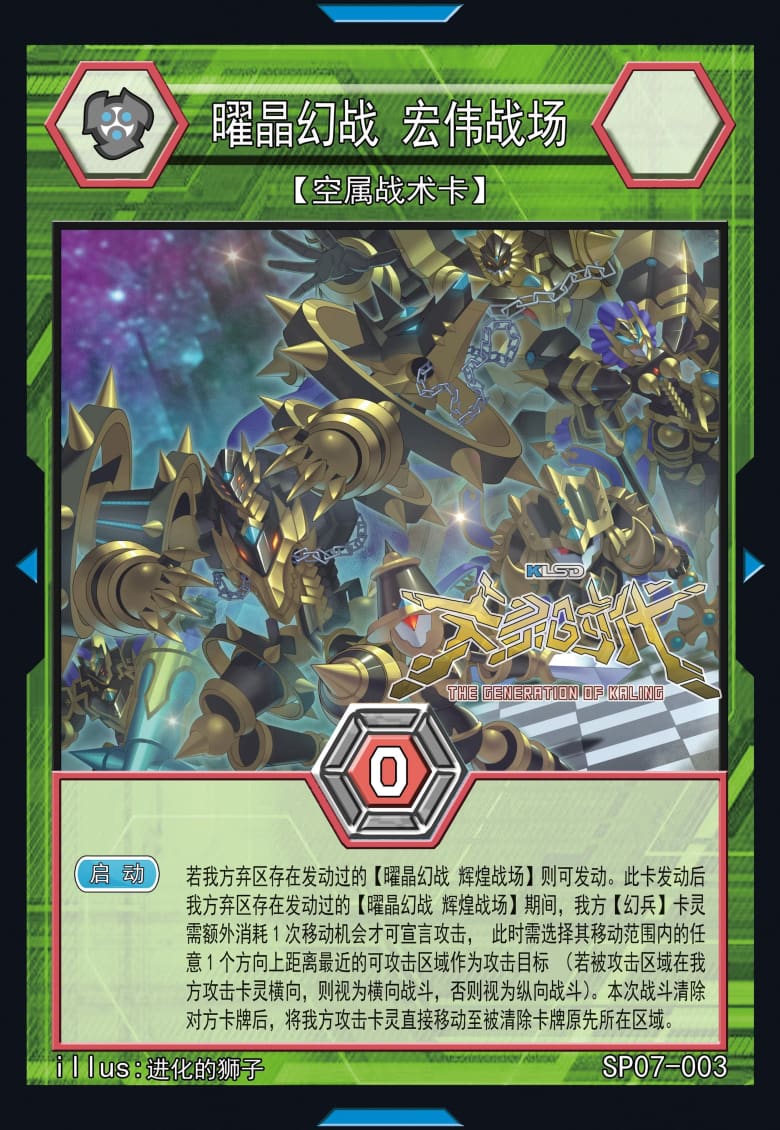 曜晶幻战 宏伟战场
【空属战术卡】
KLSD
卡灵时代
THE GENERATION OF KALING
0
启动
若我方弃区存在发动过的【曜晶幻战 辉煌战场】则可发动。此卡发动后
我方弃区存在发动过的【曜晶幻战 辉煌战场】期间，我方【幻兵】卡灵
需额外消耗1次移动机会才可宣言攻击， 此时需选择其移动范围内的任
意1个方向上距离最近的可攻击区域作为攻击目标 （若被攻击区域在我
方攻击卡灵横向，则视为横向战斗，否则视为纵向战斗）。本次战斗清除
对方卡牌后，将我方攻击卡灵直接移动至被清除卡牌原先所在区域。
illus:进化的狮子
SP07-003